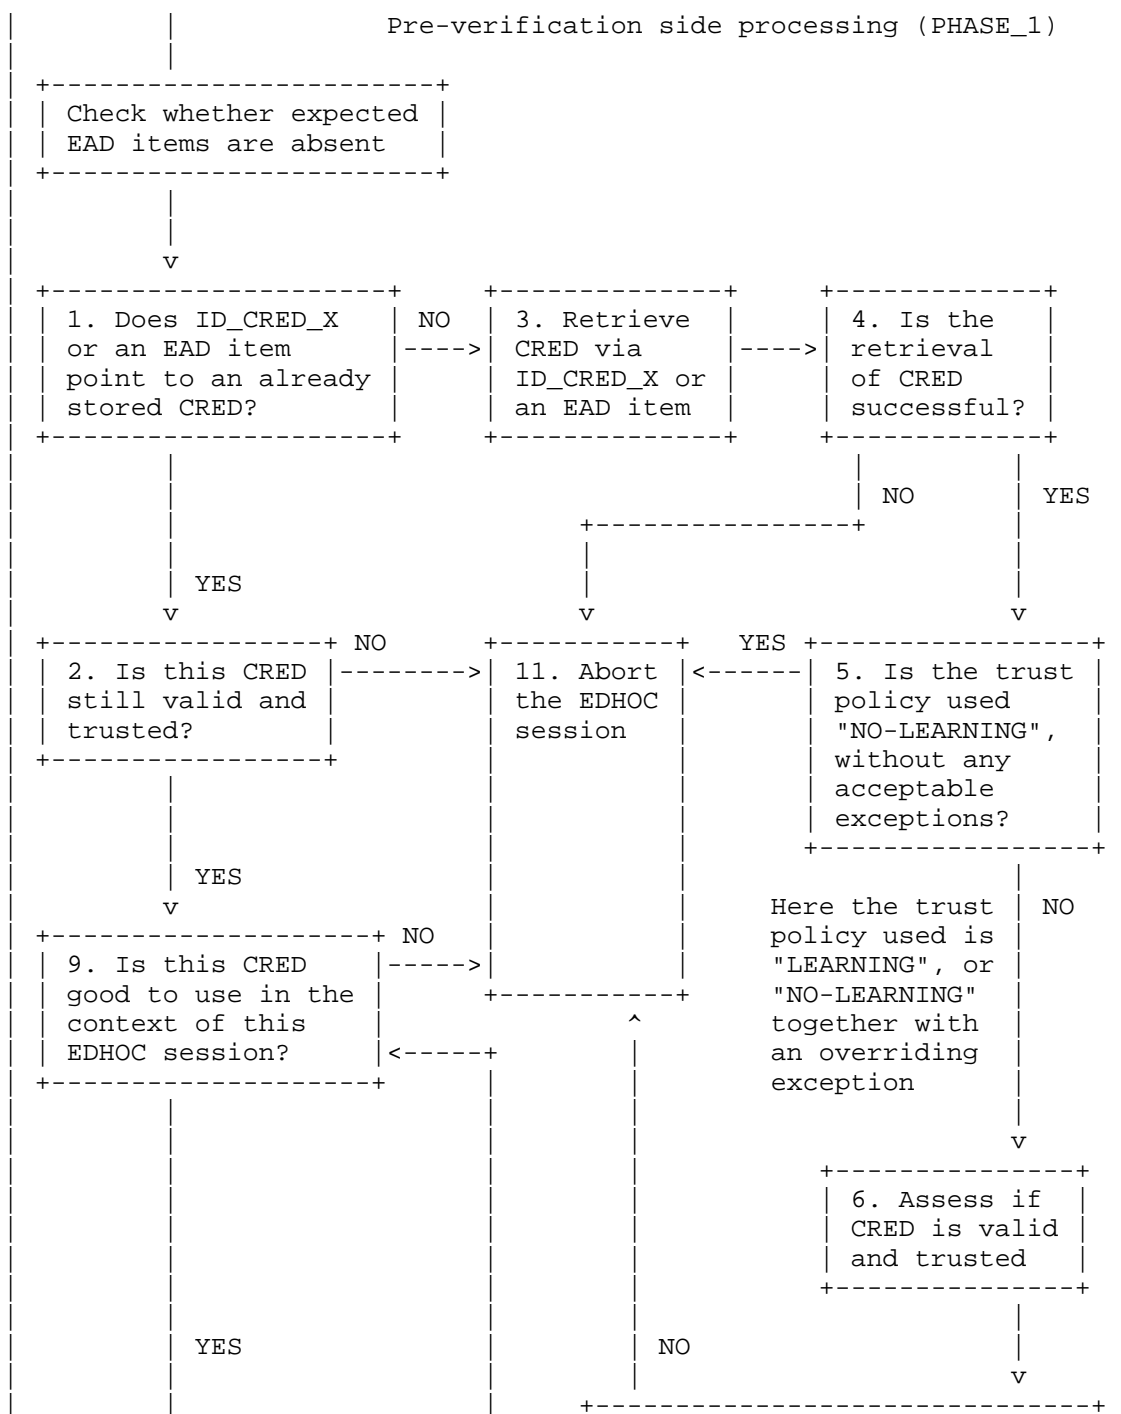 Pre-verification side processing (PHASE_1)
Check whether expected
EAD items are absent
1. Does ID_CRED_X
or an EAD item
point to an already
stored CRED?
NO
3. Retrieve
CRED via
ID_CRED_X or
an EAD item
4. Is the
retrieval
of CRED
successful?
NO
YES
YES
2. Is this CRED
still valid and
trusted?
NO
11. Abort
the EDHOC
session
YES
5. Is the trust
policy used
"NO-LEARNING",
without any
acceptable
exceptions?
YES
NO
Here the trust
policy used is
"LEARNING", or
"NO-LEARNING"
together with
an overriding
exception
9. Is this CRED
good to use in the
context of this
EDHOC session?
NO
6. Assess if
CRED is valid
and trusted
YES
NO